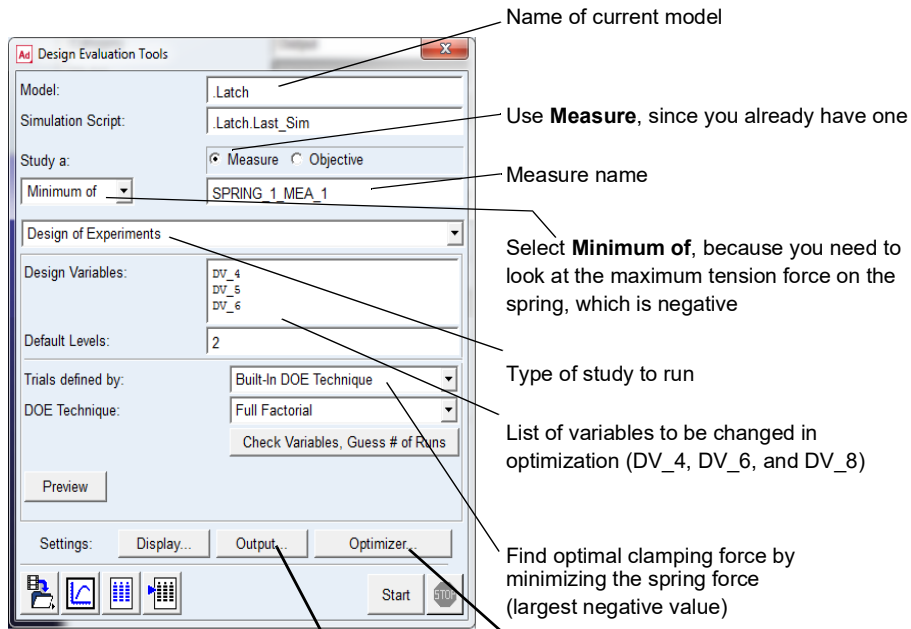 Name of current model
Ad Design Evaluation Tools
Model:
.Latch
Simulation Script:
.Latch.Last_Sim
Use Measure, since you already have one
Study a:
Measure
Objective
Minimum of
SPRING_1_MEA_1
Measure name
Design of Experiments
Select Minimum of, because you need to
look at the maximum tension force on the
spring, which is negative
Design Variables:
DV_4
DV_5
DV_6
Default Levels:
2
Type of study to run
Trials defined by:
Built-In DOE Technique
DOE Technique:
Full Factorial
Check Variables, Guess # of Runs
List of variables to be changed in
optimization (DV_4, DV_6, and DV_8)
Preview
Settings:
Display...
Output...
Optimizer...
Find optimal clamping force by
minimizing the spring force
(largest negative value)
Start
STOP